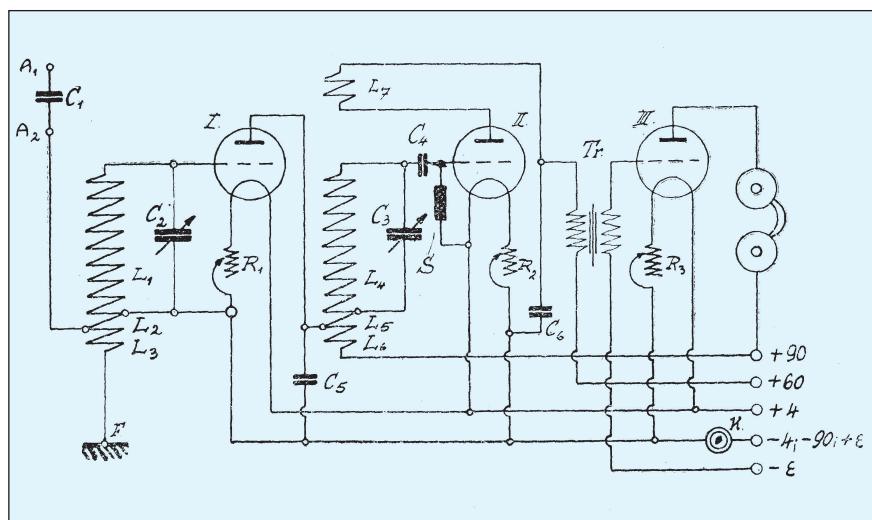 A₁
C₁
A₂
I.
C₂
L₁
R₁
L₂
L₃
F
L₇
C₄
II.
C₃
S
L₄
R₂
L₅
L₆
C₅
C₆
Tr.
III.
R₃
+90
+60
+4
K.
-4; -90; +E
-E